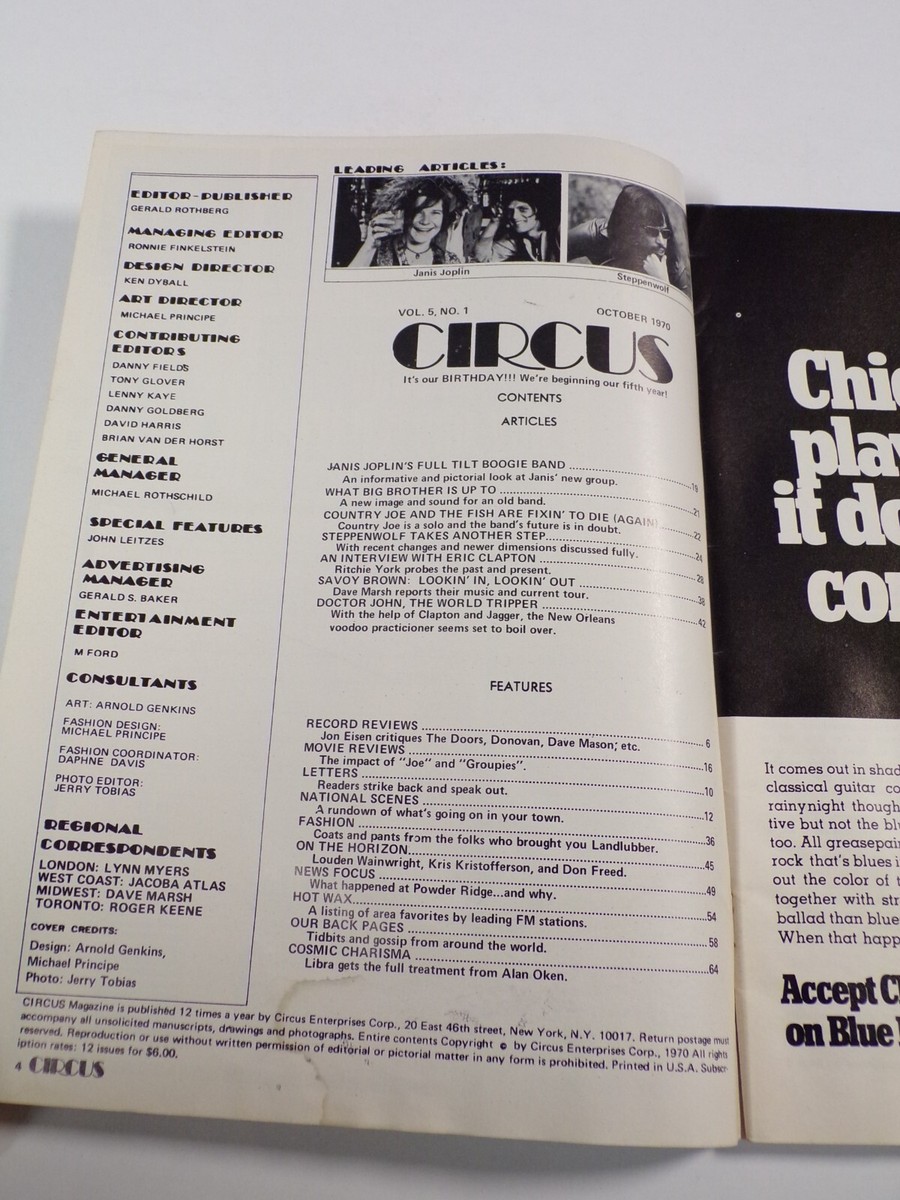 EDITOR-PUBLISHER
GERALD ROTHBERG
MANAGING EDITOR
RONNIE FINKELSTEIN
DESIGN DIRECTOR
KEN DYBALL
ART DIRECTOR
MICHAEL PRINCIPE
CONTRIBUTING
EDITORS
DANNY FIELDS
TONY GLOVER
LENNY KAYE
DANNY GOLDBERG
DAVID HARRIS
BRIAN VAN DER HORST
GENERAL
MANAGER
MICHAEL ROTHSCHILD
SPECIAL FEATURES
JOHN LEITZES
ADVERTISING
MANAGER
GERALD S. BAKER
ENTERTAINMENT
EDITOR
M FORD
CONSULTANTS
ART: ARNOLD GENKINS
FASHION DESIGN:
MICHAEL PRINCIPE
FASHION COORDINATOR:
DAPHNE DAVIS
PHOTO EDITOR:
JERRY TOBIAS
REGIONAL
CORRESPONDENTS
LONDON: LYNN MYERS
WEST COAST: JACOBA ATLAS
MIDWEST: DAVE MARSH
TORONTO: ROGER KEENE
COVER CREDITS:
Design: Arnold Genkins,
Michael Principe
Photo: Jerry Tobias
LEADING ARTICLES:
Janis Joplin
Steppenwolf
VOL. 5, NO. 1 OCTOBER 1970
CIRCUS
It's our BIRTHDAY!!! We're beginning our fifth year!
CONTENTS
ARTICLES
JANIS JOPLIN'S FULL TILT BOOGIE BAND ..... 19
An informative and pictorial look at Janis' new group.
WHAT BIG BROTHER IS UP TO ..... 21
A new image and sound for an old band.
COUNTRY JOE AND THE FISH ARE FIXIN' TO DIE (AGAIN) ..... 22
Country Joe is a solo and the band's future is in doubt.
STEPPENWOLF TAKES ANOTHER STEP..... 24
With recent changes and newer dimensions discussed fully.
AN INTERVIEW WITH ERIC CLAPTON ..... 28
Ritchie York probes the past and present.
SAVOY BROWN: LOOKIN' IN, LOOKIN' OUT ..... 38
Dave Marsh reports their music and current tour.
DOCTOR JOHN, THE WORLD TRIPPER ..... 42
With the help of Clapton and Jagger, the New Orleans
voodoo practicioner seems set to boil over.
FEATURES
RECORD REVIEWS ..... 6
Jon Eisen critiques The Doors, Donovan, Dave Mason; etc.
MOVIE REVIEWS ..... 16
The impact of "Joe" and "Groupies".
LETTERS ..... 10
Readers strike back and speak out.
NATIONAL SCENES ..... 12
A rundown of what's going on in your town.
FASHION ..... 36
Coats and pants from the folks who brought you Landlubber.
ON THE HORIZON..... 45
Louden Wainwright, Kris Kristofferson, and Don Freed.
NEWS FOCUS ..... 49
What happened at Powder Ridge...and why.
HOT WAX..... 54
A listing of area favorites by leading FM stations.
OUR BACK PAGES ..... 58
Tidbits and gossip from around the world.
COSMIC CHARISMA ..... 64
Libra gets the full treatment from Alan Oken.
CIRCUS Magazine is published 12 times a year by Circus Enterprises Corp., 20 East 46th street, New York, N.Y. 10017. Return postage must
accompany all unsolicited manuscripts, drawings and photographs. Entire contents Copyright © by Circus Enterprises Corp., 1970 All rights
reserved. Reproduction or use without written permission of editorial or pictorial matter in any form is prohibited. Printed in U.S.A. Subscr-
iption rates: 12 issues for $6.00.
4 CIRCUS
Chic
play
it do
con
It comes out in shad
classical guitar co
rainynight though
tive but not the blu
too. All greasepain
rock that's blues i
out the color of t
together with str
ballad than blue
When that happ
Accept C
on Blue